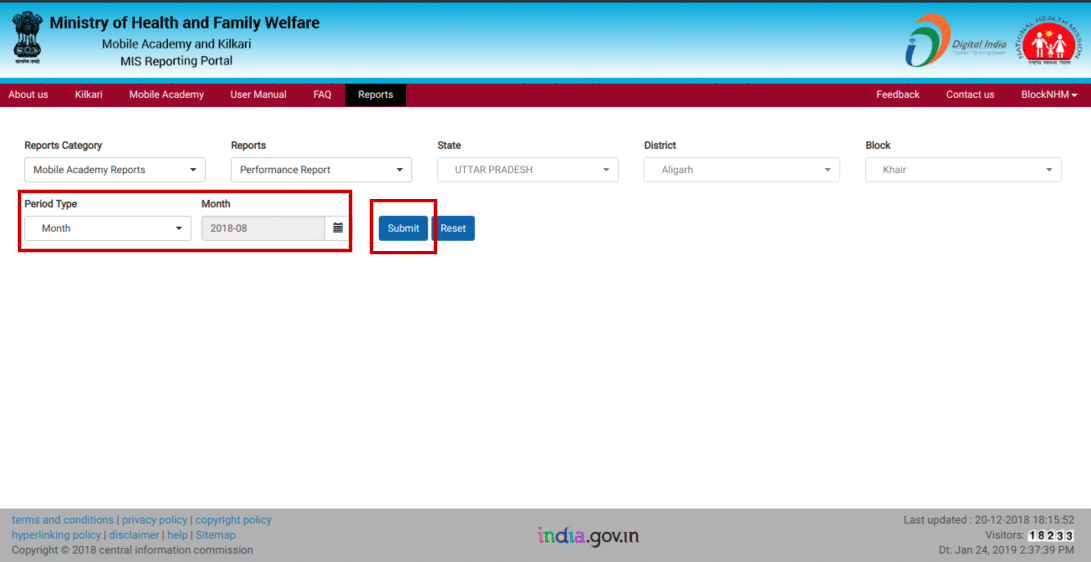 Ministry of Health and Family Welfare
Mobile Academy and Kilkari
MIS Reporting Portal
सत्यमेव जयते
Digital India
Power To Empower
NATIONAL HEALTH MISSION
राष्ट्रीय स्वास्थ्य मिशन
About us Kilkari Mobile Academy User Manual FAQ Reports Feedback Contact us BlockNHM
Reports Category Reports State District Block
Mobile Academy Reports Performance Report UTTAR PRADESH Aligarh Khair
Period Type Month
Month 2018-08 Submit Reset
terms and conditions | privacy policy | copyright policy
hyperlinking policy | disclaimer | help | Sitemap
Copyright © 2018 central information commission
india.gov.in
Last updated : 20-12-2018 18:15:52
Visitors: 18233
Dt: Jan 24, 2019 2:37:39 PM